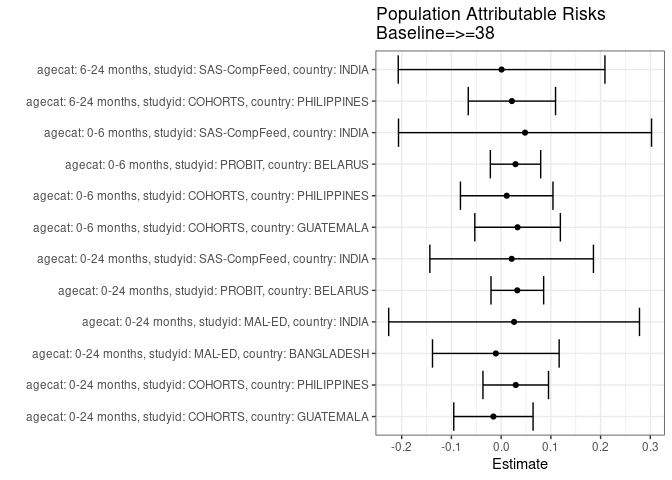 Population Attributable Risks
Baseline=>=38
agecat: 6-24 months, studyid: SAS-CompFeed, country: INDIA
agecat: 6-24 months, studyid: COHORTS, country: PHILIPPINES
agecat: 0-6 months, studyid: SAS-CompFeed, country: INDIA
agecat: 0-6 months, studyid: PROBIT, country: BELARUS
agecat: 0-6 months, studyid: COHORTS, country: PHILIPPINES
agecat: 0-6 months, studyid: COHORTS, country: GUATEMALA
agecat: 0-24 months, studyid: SAS-CompFeed, country: INDIA
agecat: 0-24 months, studyid: PROBIT, country: BELARUS
agecat: 0-24 months, studyid: MAL-ED, country: INDIA
agecat: 0-24 months, studyid: MAL-ED, country: BANGLADESH
agecat: 0-24 months, studyid: COHORTS, country: PHILIPPINES
agecat: 0-24 months, studyid: COHORTS, country: GUATEMALA
-0.2 -0.1 0.0 0.1 0.2 0.3
Estimate